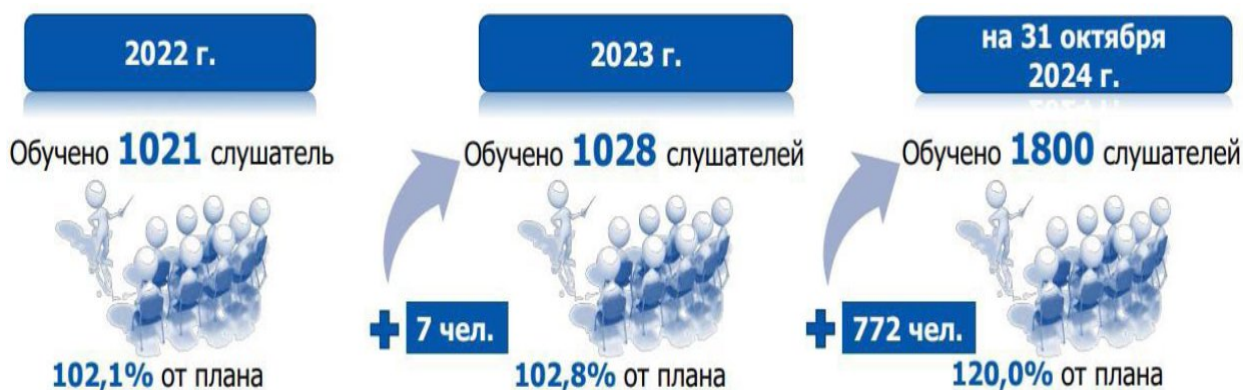 2022 г.
Обучено 1021 слушатель
102,1% от плана
+ 7 чел.
2023 г.
Обучено 1028 слушателей
102,8% от плана
+ 772 чел.
на 31 октября
2024 г.
Обучено 1800 слушателей
120,0% от плана